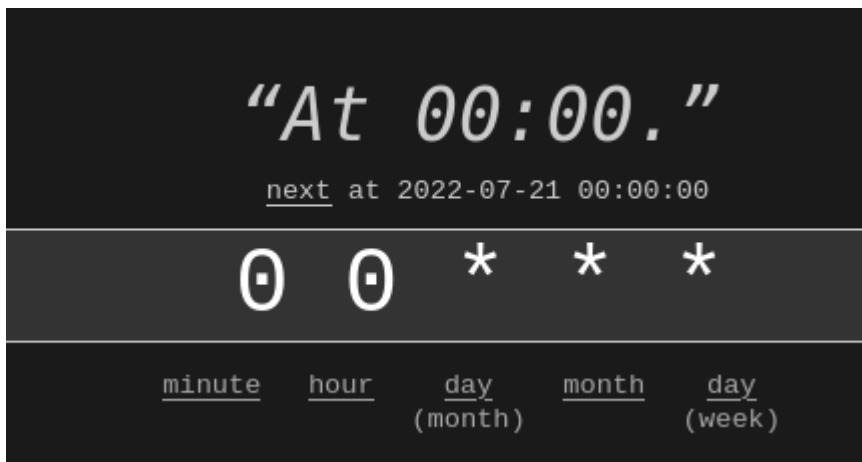 “At 00:00.”
next at 2022-07-21 00:00:00
0 0 * * *
minute hour day month day
(month) (week)